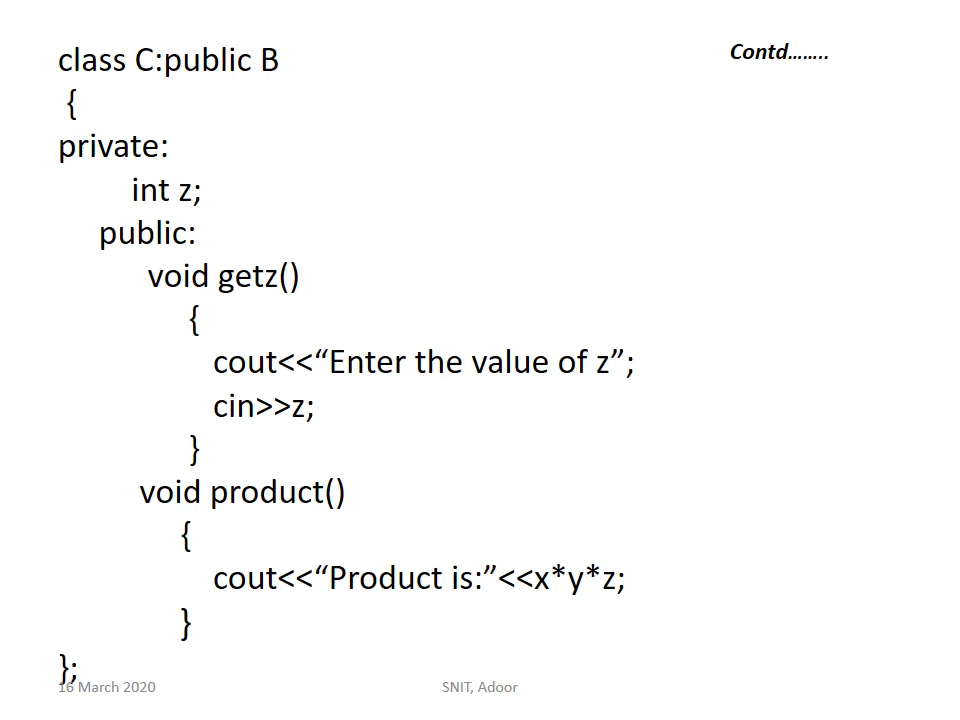 Contd……..
class C:public B
{
private:
int z;
public:
void getz()
{
cout<<“Enter the value of z”;
cin>>z;
}
void product()
{
cout<<“Product is:”<<x*y*z;
}
};
16 March 2020
SNIT, Adoor